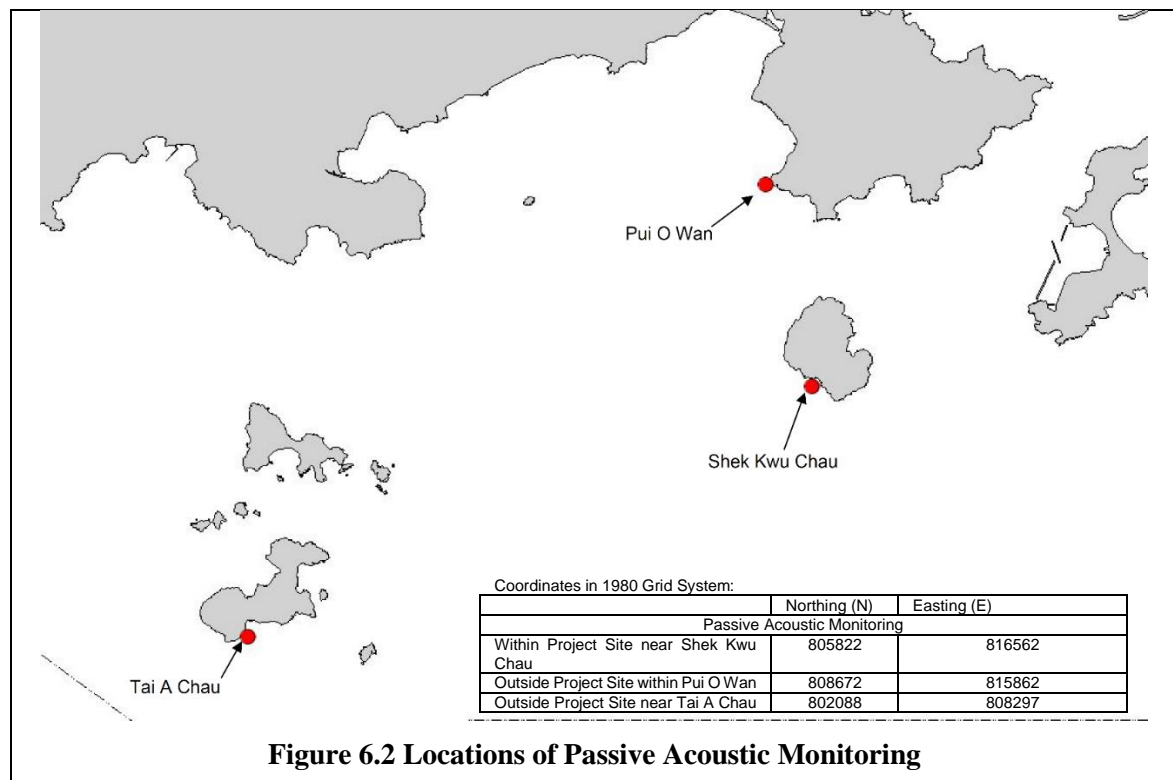 Pui O Wan
Shek Kwu Chau
Tai A Chau
Coordinates in 1980 Grid System:
Northing (N) Easting (E)
Passive Acoustic Monitoring
Within Project Site near Shek Kwu 805822 816562
Chau
Outside Project Site within Pui O Wan 808672 815862
Outside Project Site near Tai A Chau 802088 808297
Figure 6.2 Locations of Passive Acoustic Monitoring